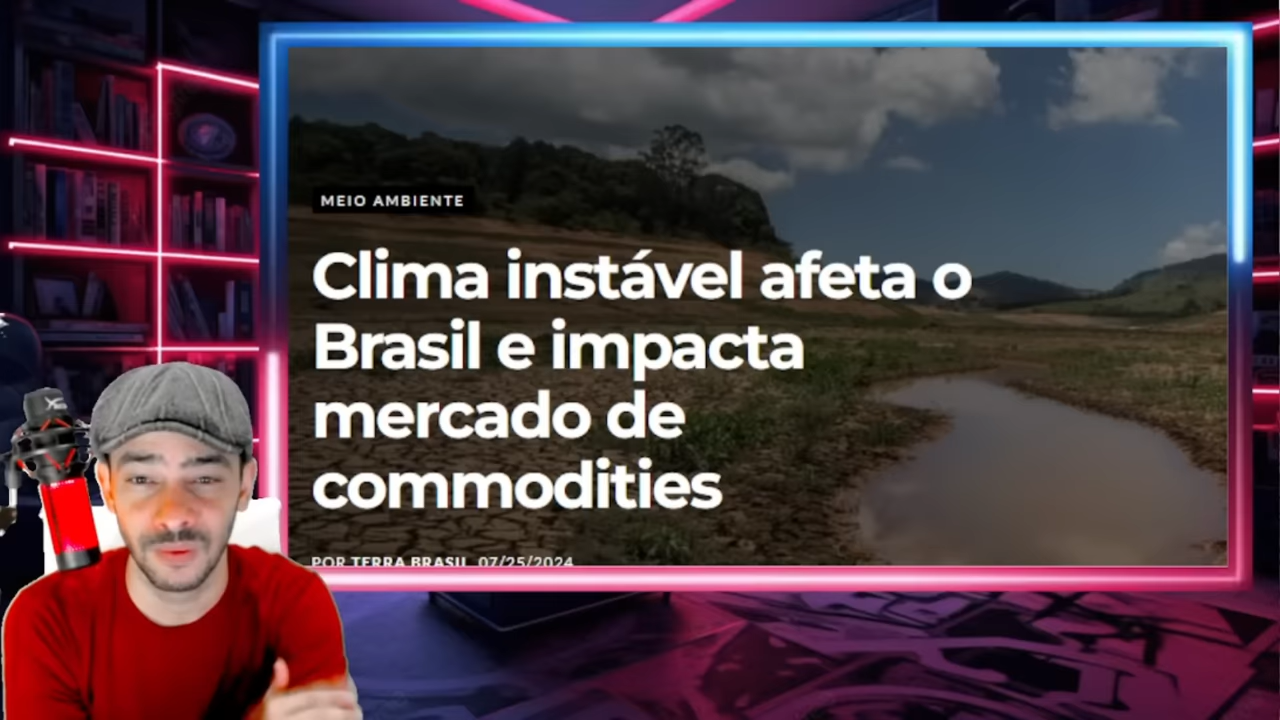 MEIO AMBIENTE
Clima instável afeta o
Brasil e impacta
mercado de
commodities
POR TERRA BRASIL 07/25/2024